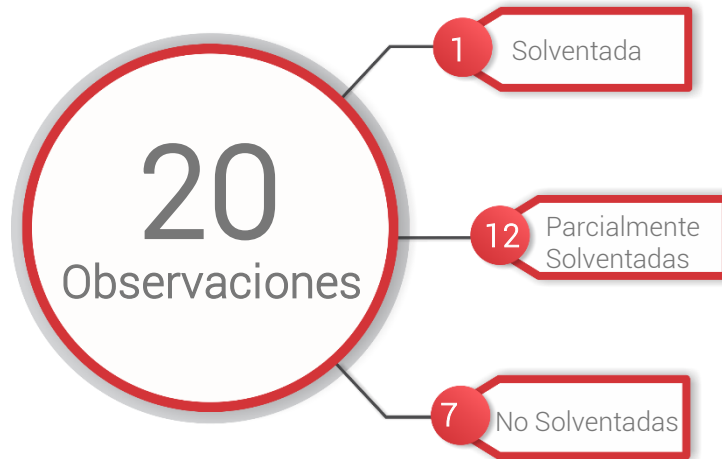 20
Observaciones
1
Solventada
12
Parcialmente
Solventadas
7
No Solventadas